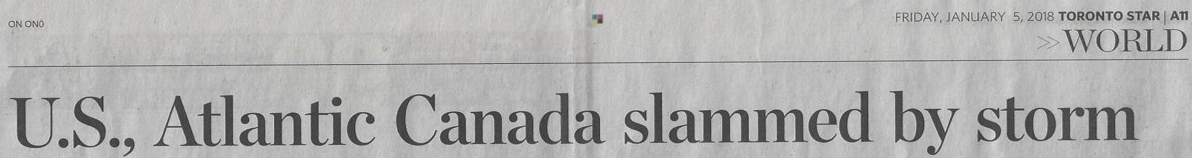 ON ON0
FRIDAY, JANUARY 5, 2018 TORONTO STAR | A11
>> WORLD
U.S., Atlantic Canada slammed by storm